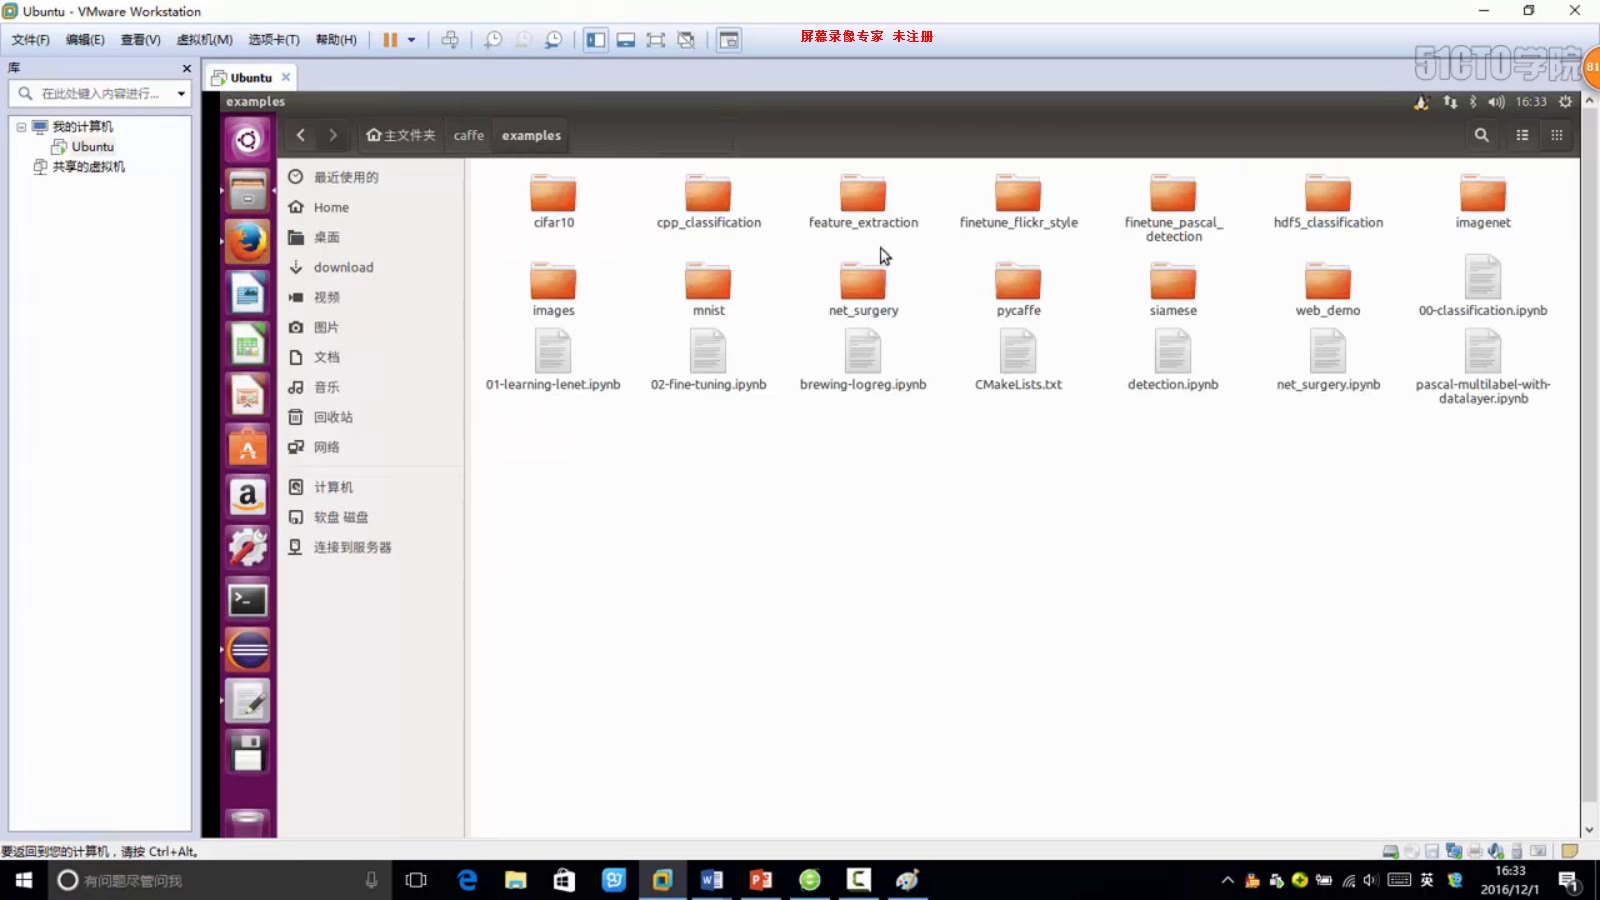 Ubuntu - VMware Workstation
文件(F) 编辑(E) 查看(V) 虚拟机(M) 选项卡(T) 帮助(H)
屏幕录像专家 未注册
51CTO学院
81
库
Ubuntu
在此处键入内容进行...
examples
16:33
我的计算机
Ubuntu
共享的虚拟机
主文件夹 caffe examples
最近使用的
Home
桌面
download
视频
图片
文档
音乐
回收站
网络
计算机
软盘 磁盘
连接到服务器
cifar10 cpp_classification feature_extraction finetune_flickr_style finetune_pascal_ hdf5_classification imagenet
detection
images mnist net_surgery pycaffe siamese web_demo 00-classification.ipynb
01-learning-lenet.ipynb 02-fine-tuning.ipynb brewing-logreg.ipynb CMakeLists.txt detection.ipynb net_surgery.ipynb pascal-multilabel-with-
datalayer.ipynb
要返回到您的计算机，请按 Ctrl+Alt。
有问题尽管问我
英
16:33
2016/12/1
1